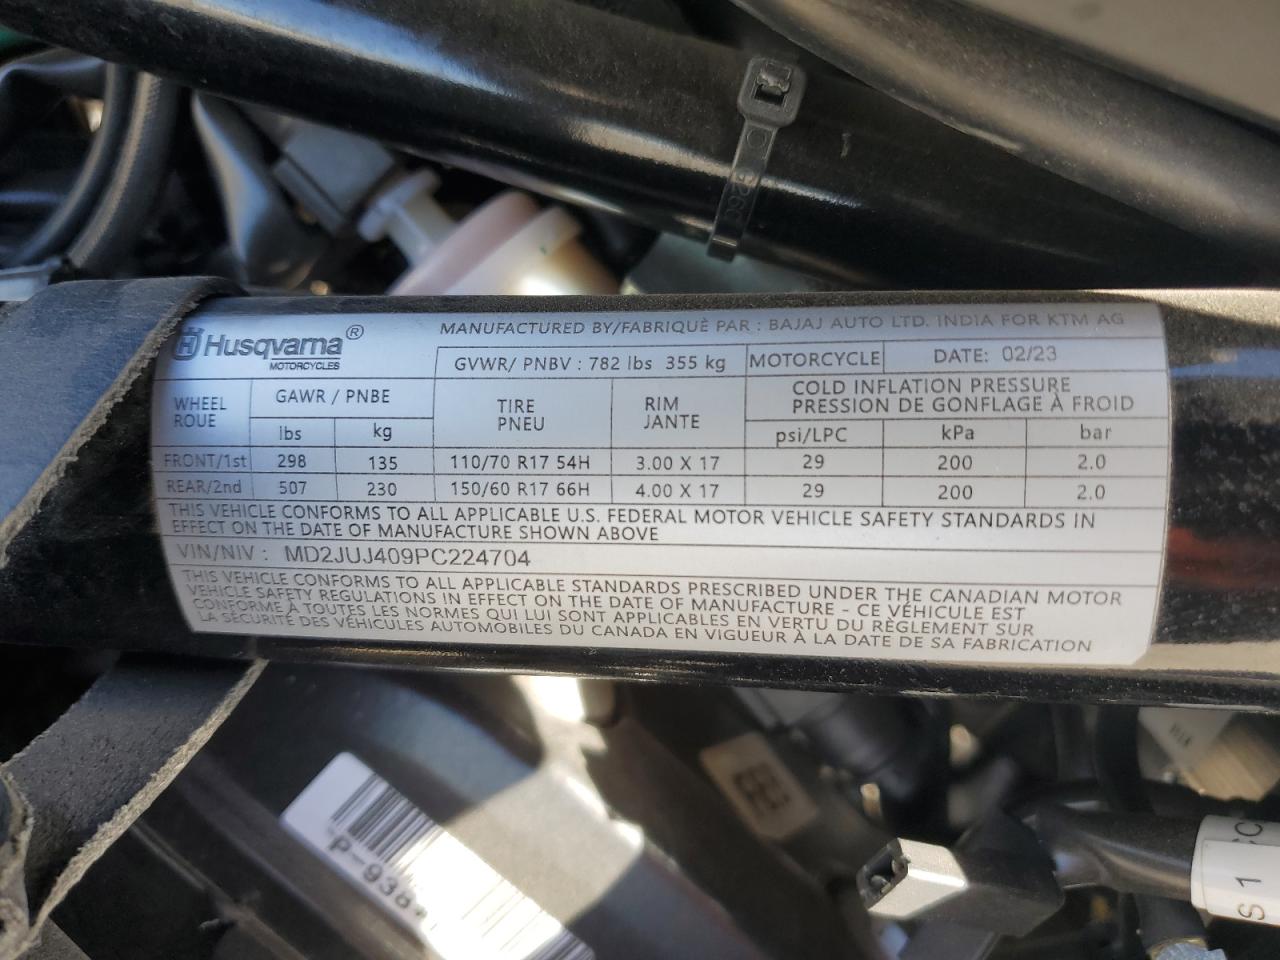 Husqvarna®
MOTORCYCLES
MANUFACTURED BY/FABRIQUÈ PAR : BAJAJ AUTO LTD. INDIA FOR KTM AG
GVWR/ PNBV : 782 lbs 355 kg MOTORCYCLE DATE: 02/23
WHEEL
ROUE
GAWR / PNBE
lbs kg
TIRE
PNEU
RIM
JANTE
COLD INFLATION PRESSURE
PRESSION DE GONFLAGE À FROID
psi/LPC kPa bar
FRONT/1st 298 135 110/70 R17 54H 3.00 X 17 29 200 2.0
REAR/2nd 507 230 150/60 R17 66H 4.00 X 17 29 200 2.0
THIS VEHICLE CONFORMS TO ALL APPLICABLE U.S. FEDERAL MOTOR VEHICLE SAFETY STANDARDS IN
EFFECT ON THE DATE OF MANUFACTURE SHOWN ABOVE
VIN/NIV : MD2JUJ409PC224704
THIS VEHICLE CONFORMS TO ALL APPLICABLE STANDARDS PRESCRIBED UNDER THE CANADIAN MOTOR
VEHICLE SAFETY REGULATIONS IN EFFECT ON THE DATE OF MANUFACTURE - CE VÉHICULE EST
CONFORME À TOUTES LES NORMES QUI LUI SONT APPLICABLES EN VERTU DU RÈGLEMENT SUR
LA SÉCURITÉ DES VÉHICULES AUTOMOBILES DU CANADA EN VIGUEUR À LA DATE DE SA FABRICATION
P-938
S 1